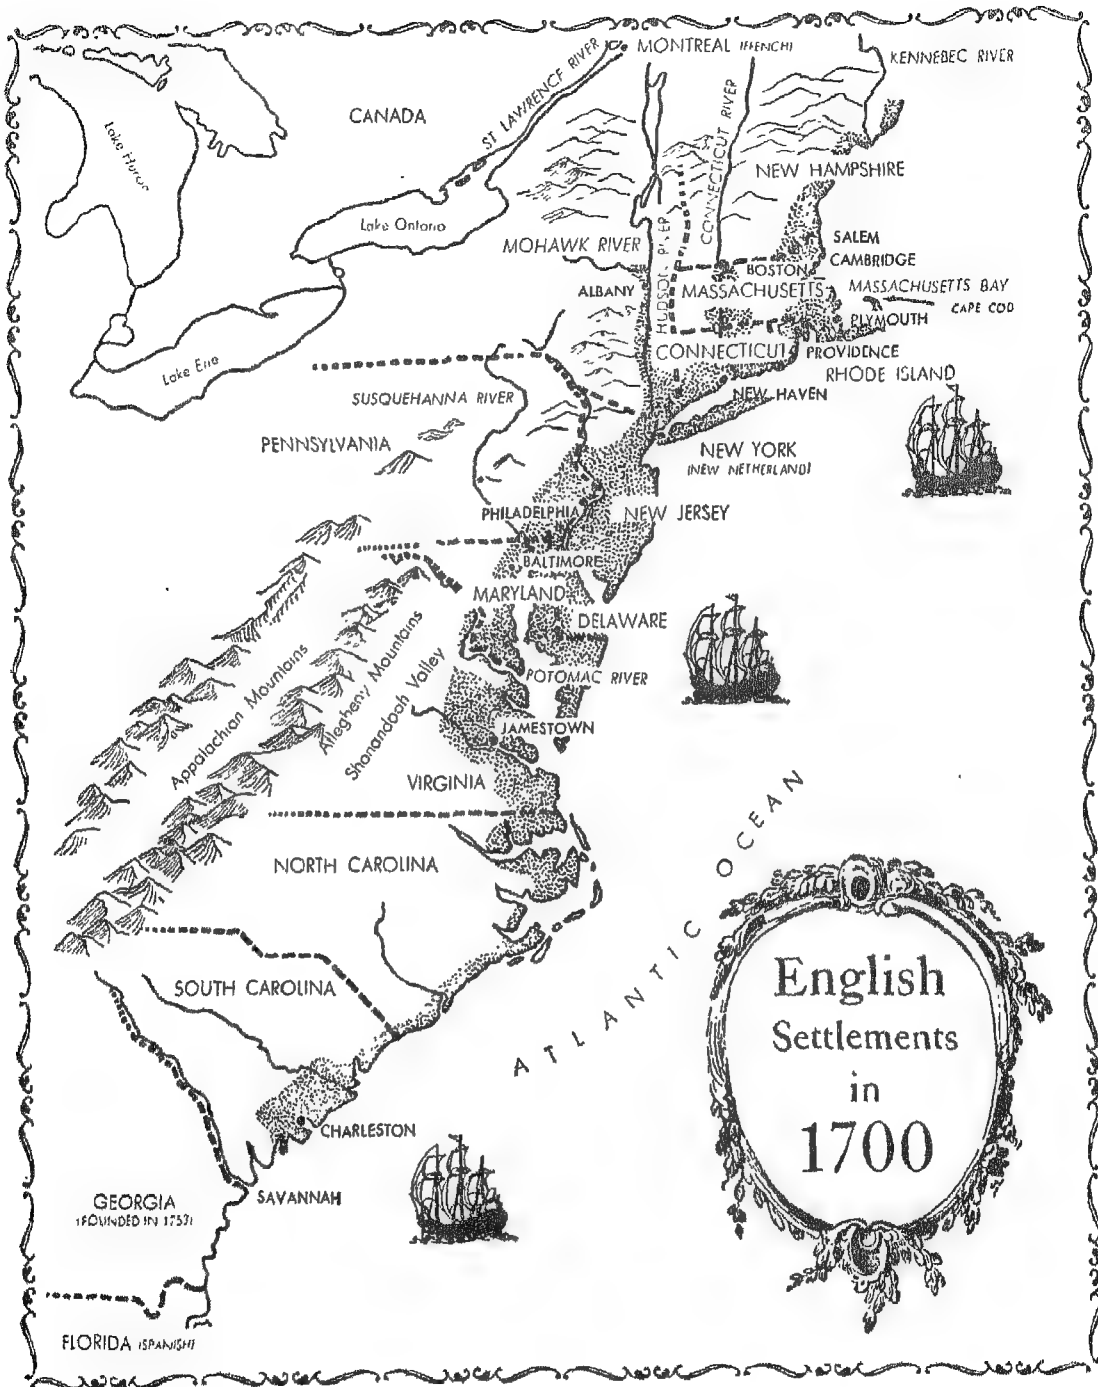 MONTREAL (FRENCH)
KENNEBEC RIVER
ST LAWRENCE RIVER
CANADA
CONNECTICUT RIVER
Lake Huron
NEW HAMPSHIRE
Lake Ontario
MOHAWK RIVER
HUDSON RIVER
SALEM
CAMBRIDGE
BOSTON
ALBANY
MASSACHUSETTS
MASSACHUSETTS BAY
CAPE COD
PLYMOUTH
CONNECTICUT
PROVIDENCE
RHODE ISLAND
Lake Erie
SUSQUEHANNA RIVER
NEW HAVEN
PENNSYLVANIA
NEW YORK
(NEW NETHERLAND)
PHILADELPHIA
NEW JERSEY
BALTIMORE
MARYLAND
DELAWARE
Appalachian Mountains
Allegheny Mountains
Shanandoah Valley
POTOMAC RIVER
JAMESTOWN
VIRGINIA
ATLANTIC OCEAN
NORTH CAROLINA
SOUTH CAROLINA
English
Settlements
in
1700
CHARLESTON
SAVANNAH
GEORGIA
(FOUNDED IN 1753)
FLORIDA (SPANISH)